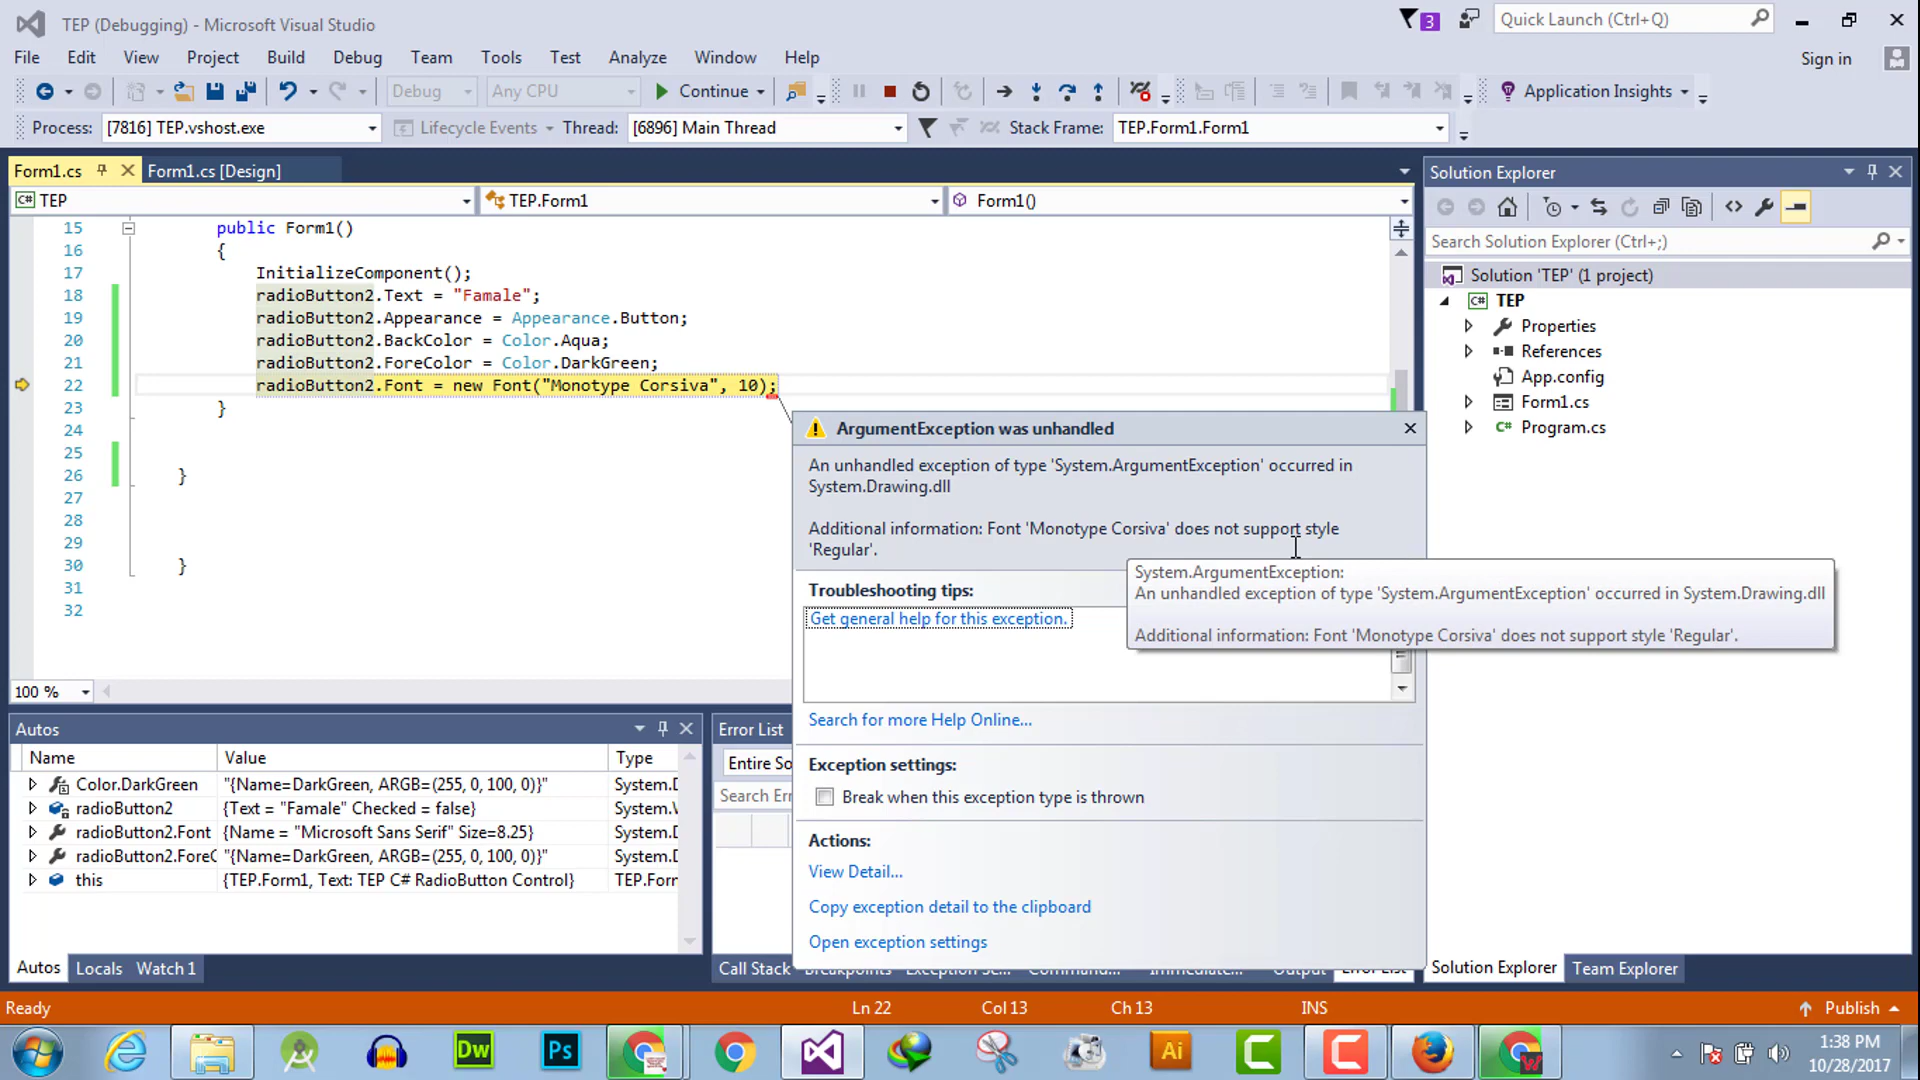 TEP (Debugging) - Microsoft Visual Studio
3
Quick Launch (Ctrl+Q)
File Edit View Project Build Debug Team Tools Test Analyze Window Help
Sign in
Debug Any CPU Continue Application Insights
Process: [7816] TEP.vshost.exe Lifecycle Events Thread: [6896] Main Thread Stack Frame: TEP.Form1.Form1
Form1.cs Form1.cs [Design]
C# TEP TEP.Form1 Form1()
15 public Form1()
16 {
17 InitializeComponent();
18 radioButton2.Text = "Famale";
19 radioButton2.Appearance = Appearance.Button;
20 radioButton2.BackColor = Color.Aqua;
21 radioButton2.ForeColor = Color.DarkGreen;
22 radioButton2.Font = new Font("Monotype Corsiva", 10);
23 }
24
25
26 }
27
28
29
30 }
31
32
100 %
ArgumentException was unhandled
An unhandled exception of type 'System.ArgumentException' occurred in
System.Drawing.dll
Additional information: Font 'Monotype Corsiva' does not support style
'Regular'.
Troubleshooting tips:
Get general help for this exception.
Search for more Help Online...
Exception settings:
Break when this exception type is thrown
Actions:
View Detail...
Copy exception detail to the clipboard
Open exception settings
System.ArgumentException:
An unhandled exception of type 'System.ArgumentException' occurred in System.Drawing.dll
Additional information: Font 'Monotype Corsiva' does not support style 'Regular'.
Solution Explorer
Search Solution Explorer (Ctrl+;)
Solution 'TEP' (1 project)
C# TEP
Properties
References
App.config
Form1.cs
C# Program.cs
Autos
Name Value Type
Color.DarkGreen "{Name=DarkGreen, ARGB=(255, 0, 100, 0)}" System.D
radioButton2 {Text = "Famale" Checked = false} System.W
radioButton2.Font {Name = "Microsoft Sans Serif" Size=8.25} System.D
radioButton2.ForeC "{Name=DarkGreen, ARGB=(255, 0, 100, 0)}" System.D
this {TEP.Form1, Text: TEP C# RadioButton Control} TEP.Form
Autos Locals Watch 1
Error List
Entire So
Search Err
Call Stack
Solution Explorer Team Explorer
Ready Ln 22 Col 13 Ch 13 INS Publish
Dw Ps Ai
1:38 PM
10/28/2017